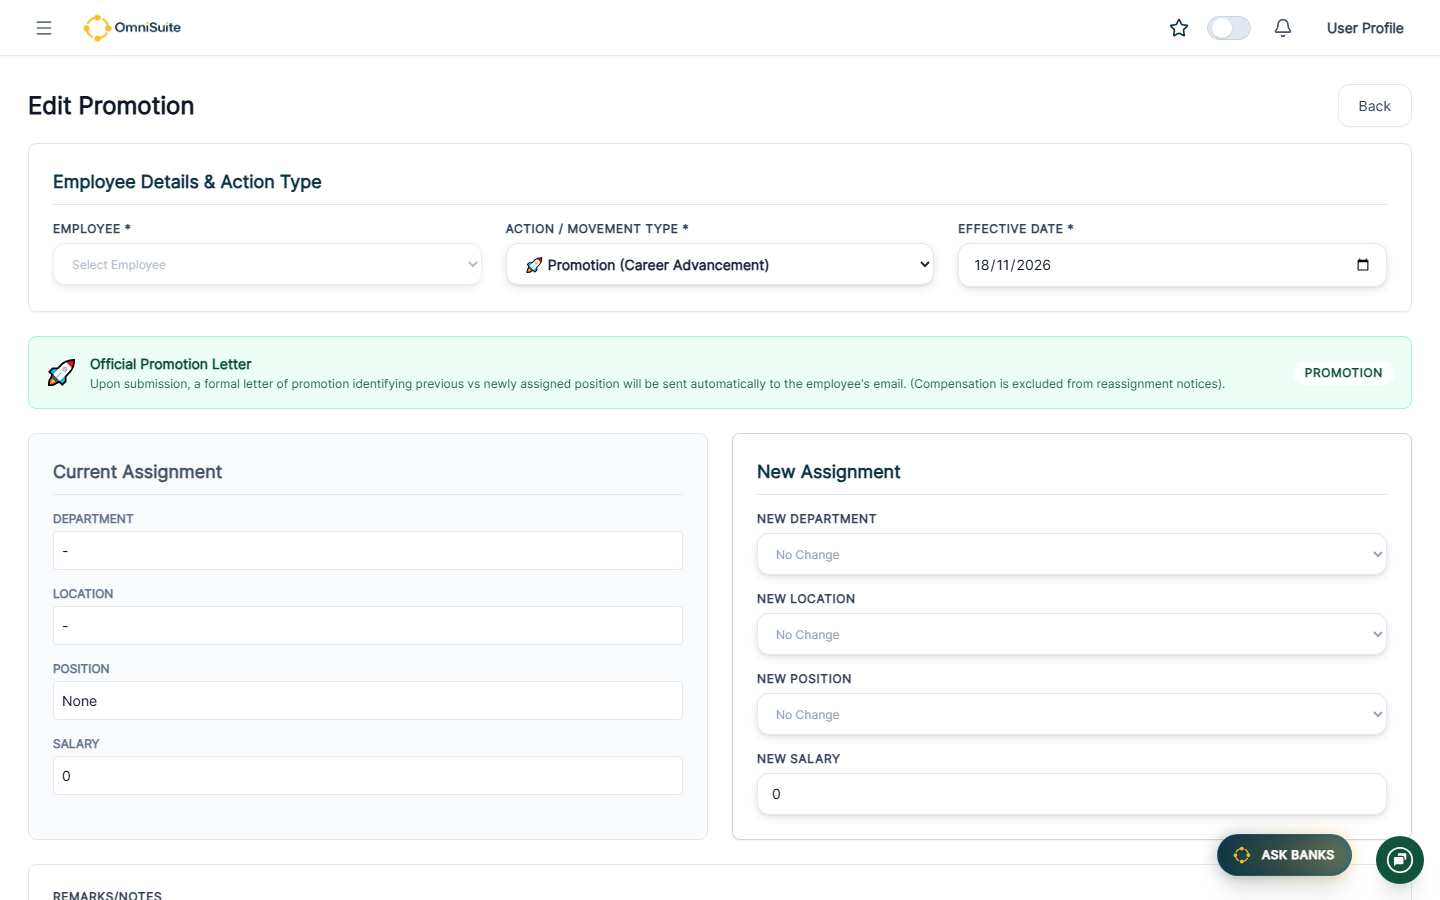 OmniSuite
User Profile
Edit Promotion
Back
Employee Details & Action Type
EMPLOYEE *
ACTION / MOVEMENT TYPE *
EFFECTIVE DATE *
Select Employee
🚀 Promotion (Career Advancement)
18/11/2026
Official Promotion Letter
Upon submission, a formal letter of promotion identifying previous vs newly assigned position will be sent automatically to the employee's email. (Compensation is excluded from reassignment notices).
PROMOTION
Current Assignment
DEPARTMENT
-
LOCATION
-
POSITION
None
SALARY
0
New Assignment
NEW DEPARTMENT
No Change
NEW LOCATION
No Change
NEW POSITION
No Change
NEW SALARY
0
ASK BANKS
REMARKS/NOTES